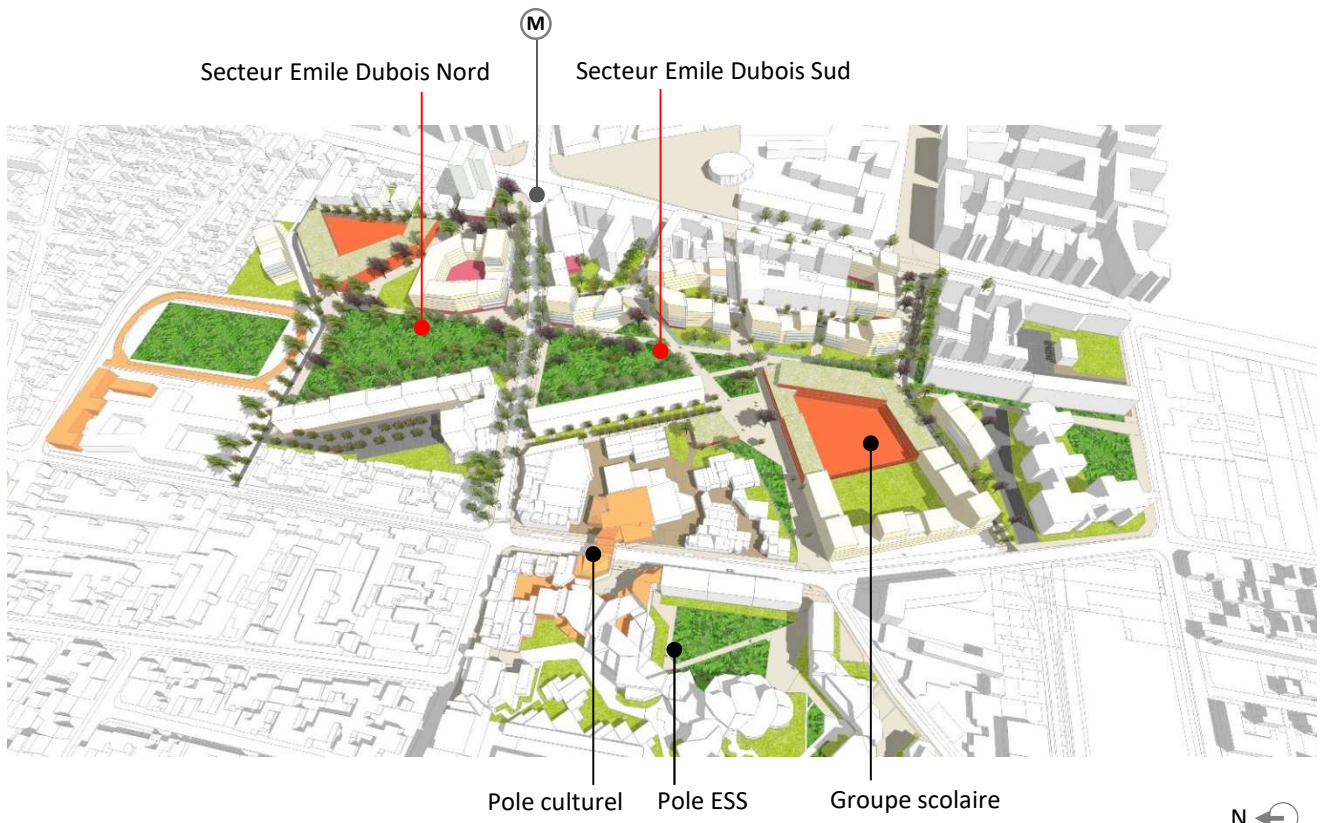 M
Secteur Emile Dubois Nord
Secteur Emile Dubois Sud
Pole culturel
Pole ESS
Groupe scolaire
N